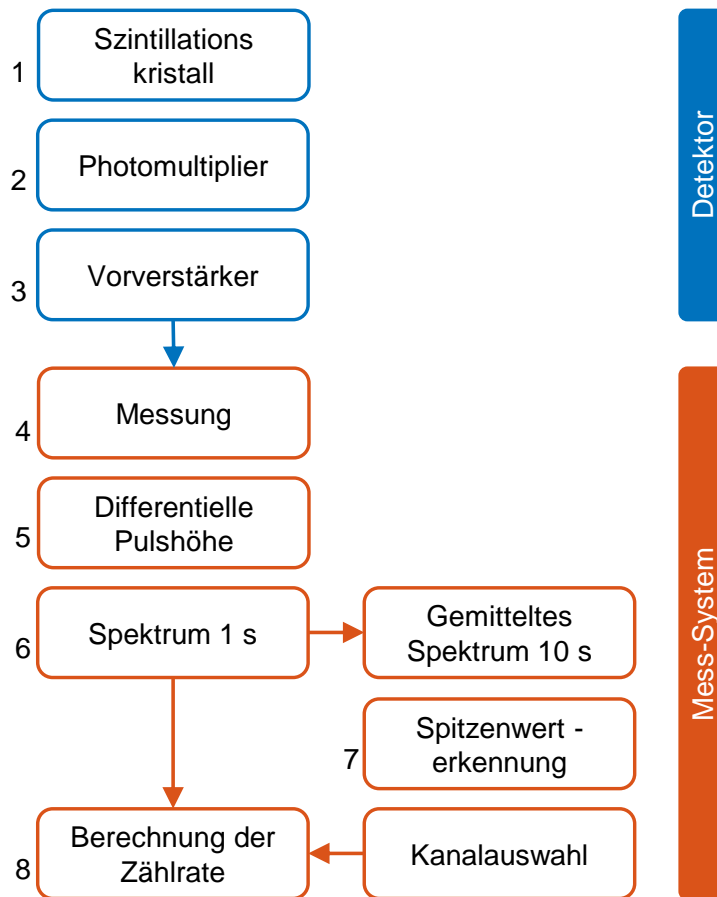 Szintillations
kristall
1
Photomultiplier
2
Vorverstärker
3
Detektor
Messung
4
Differentielle
Pulshöhe
5
Spektrum 1 s
6
Gemitteltes
Spektrum 10 s
Spitzenwert -
erkennung
7
Berechnung der
Zählrate
8
Kanalauswahl
Mess-System